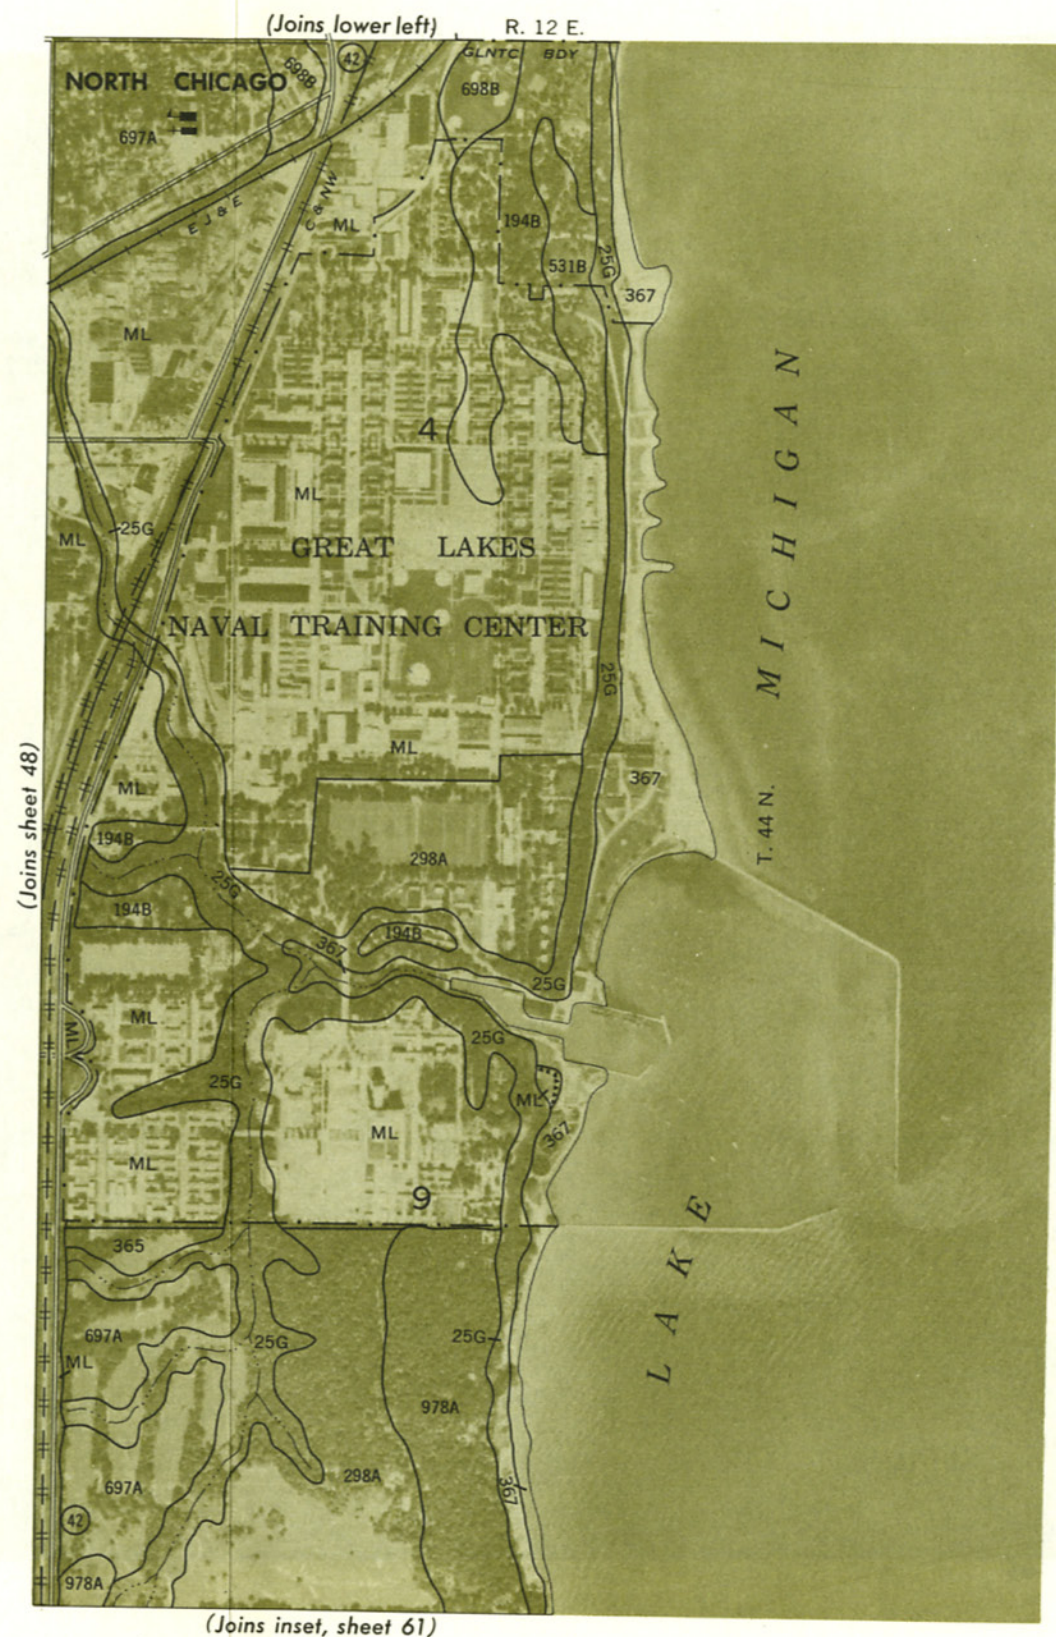 (Joins lower left)
R. 12 E.
42
GLNTC BDY
NORTH CHICAGO
698B
698B
697A
E J & E
C & NW
ML
194B
531B
25G
367
ML
4
ML
25G
ML
GREAT LAKES
NAVAL TRAINING CENTER
LAKE MICHIGAN
25G
ML
367
T. 44 N.
(Joins sheet 48)
ML
194B
298A
25G
194B
194B
367
25G
ML
ML
25G
25G
ML
367
ML
ML
9
365
697A
25G
25G
ML
978A
298A
697A
367
42
978A
(Joins inset, sheet 61)